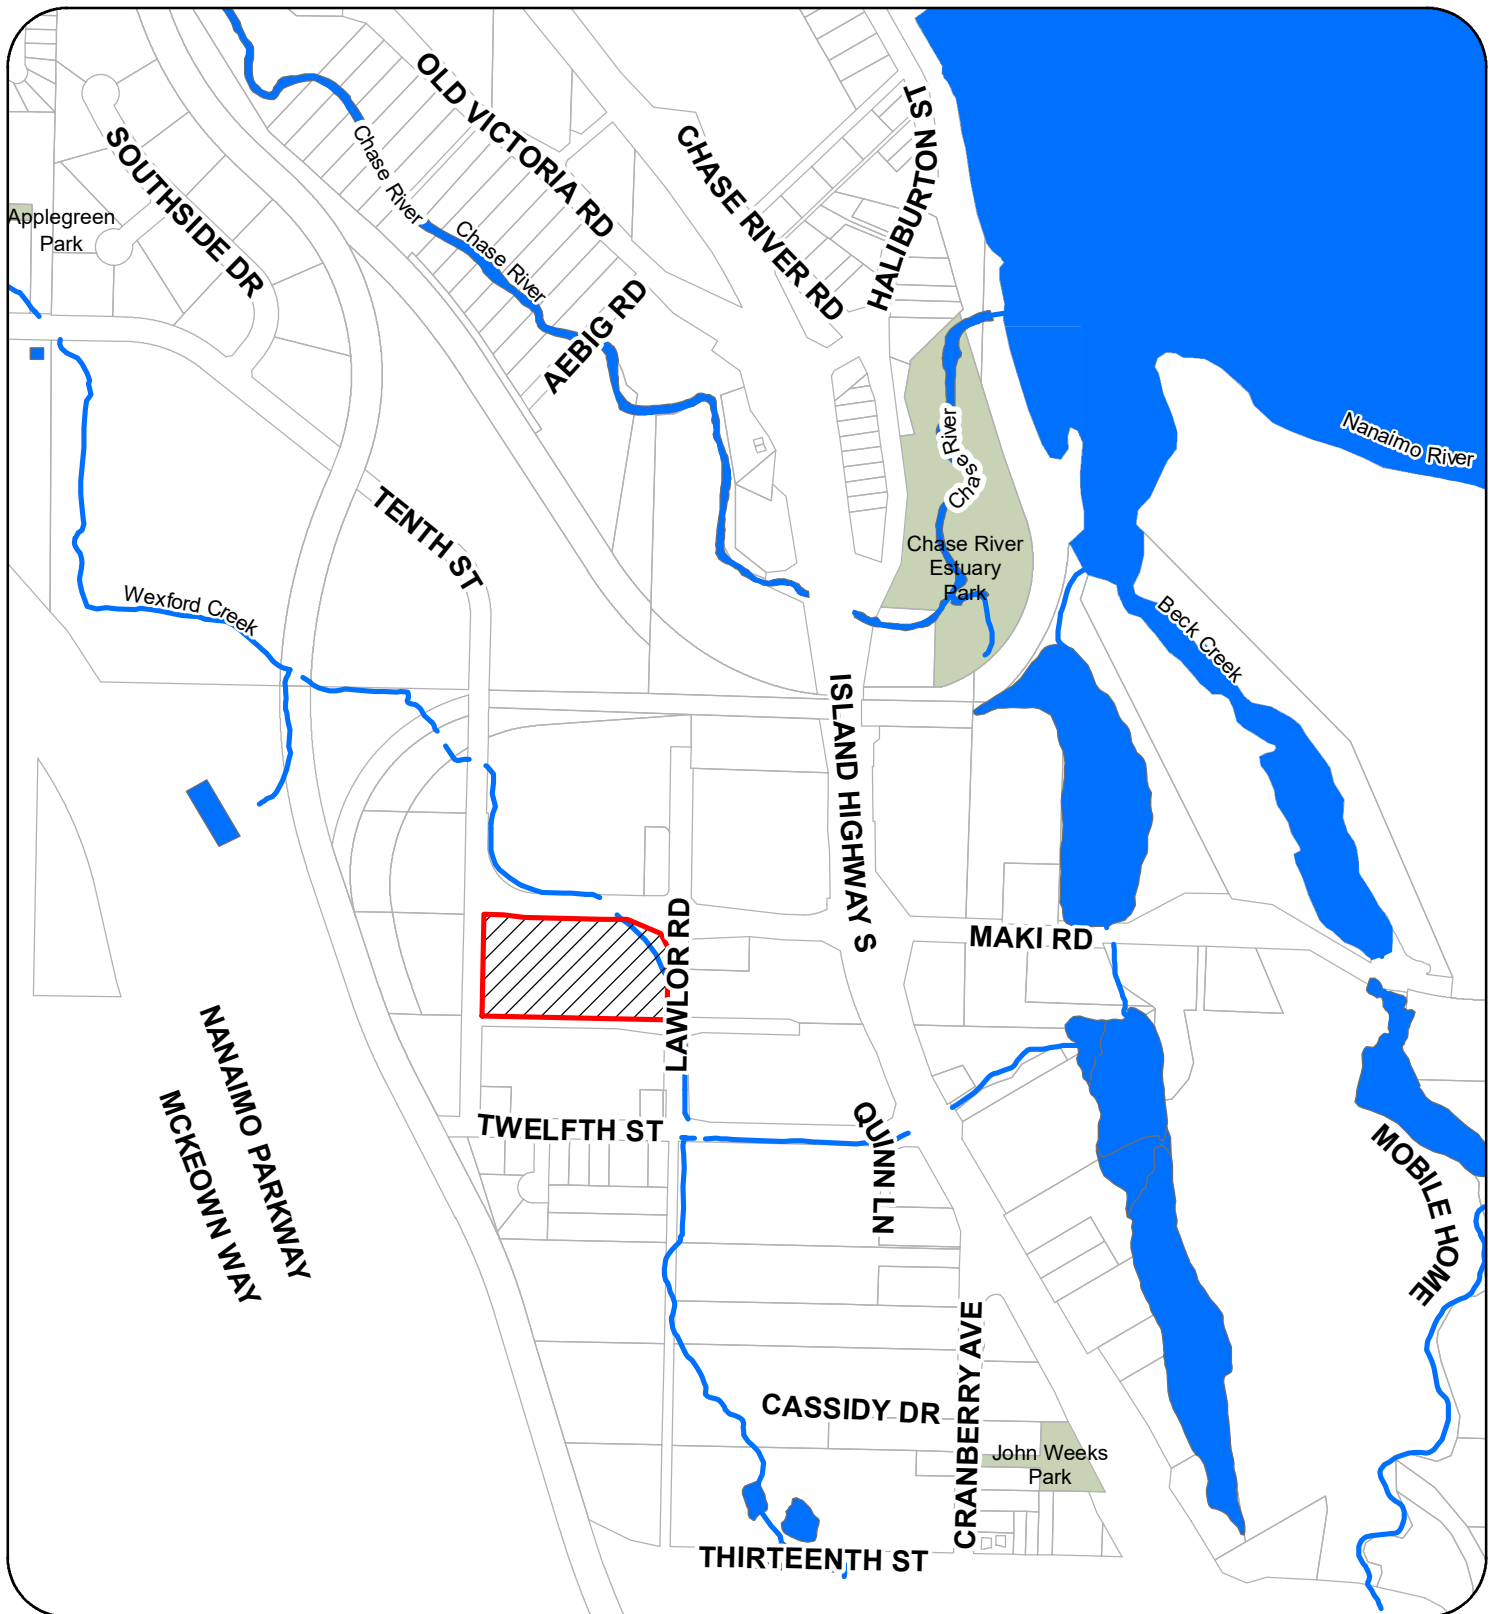 OLD VICTORIA RD
HALIBURTON ST
CHASE RIVER RD
SOUTHSIDE DR
Chase River
Applegreen
Park
Chase River
AEBIG RD
Nanaimo River
Chase River
TENTH ST
Chase River
Estuary
Park
Wexford Creek
Beck Creek
ISLAND HIGHWAY S
LAWLOR RD
MAKI RD
NANAIMO PARKWAY
MCKEOWN WAY
TWELFTH ST
QUINN LN
MOBILE HOME
CRANBERRY AVE
CASSIDY DR
John Weeks
Park
THIRTEENTH ST